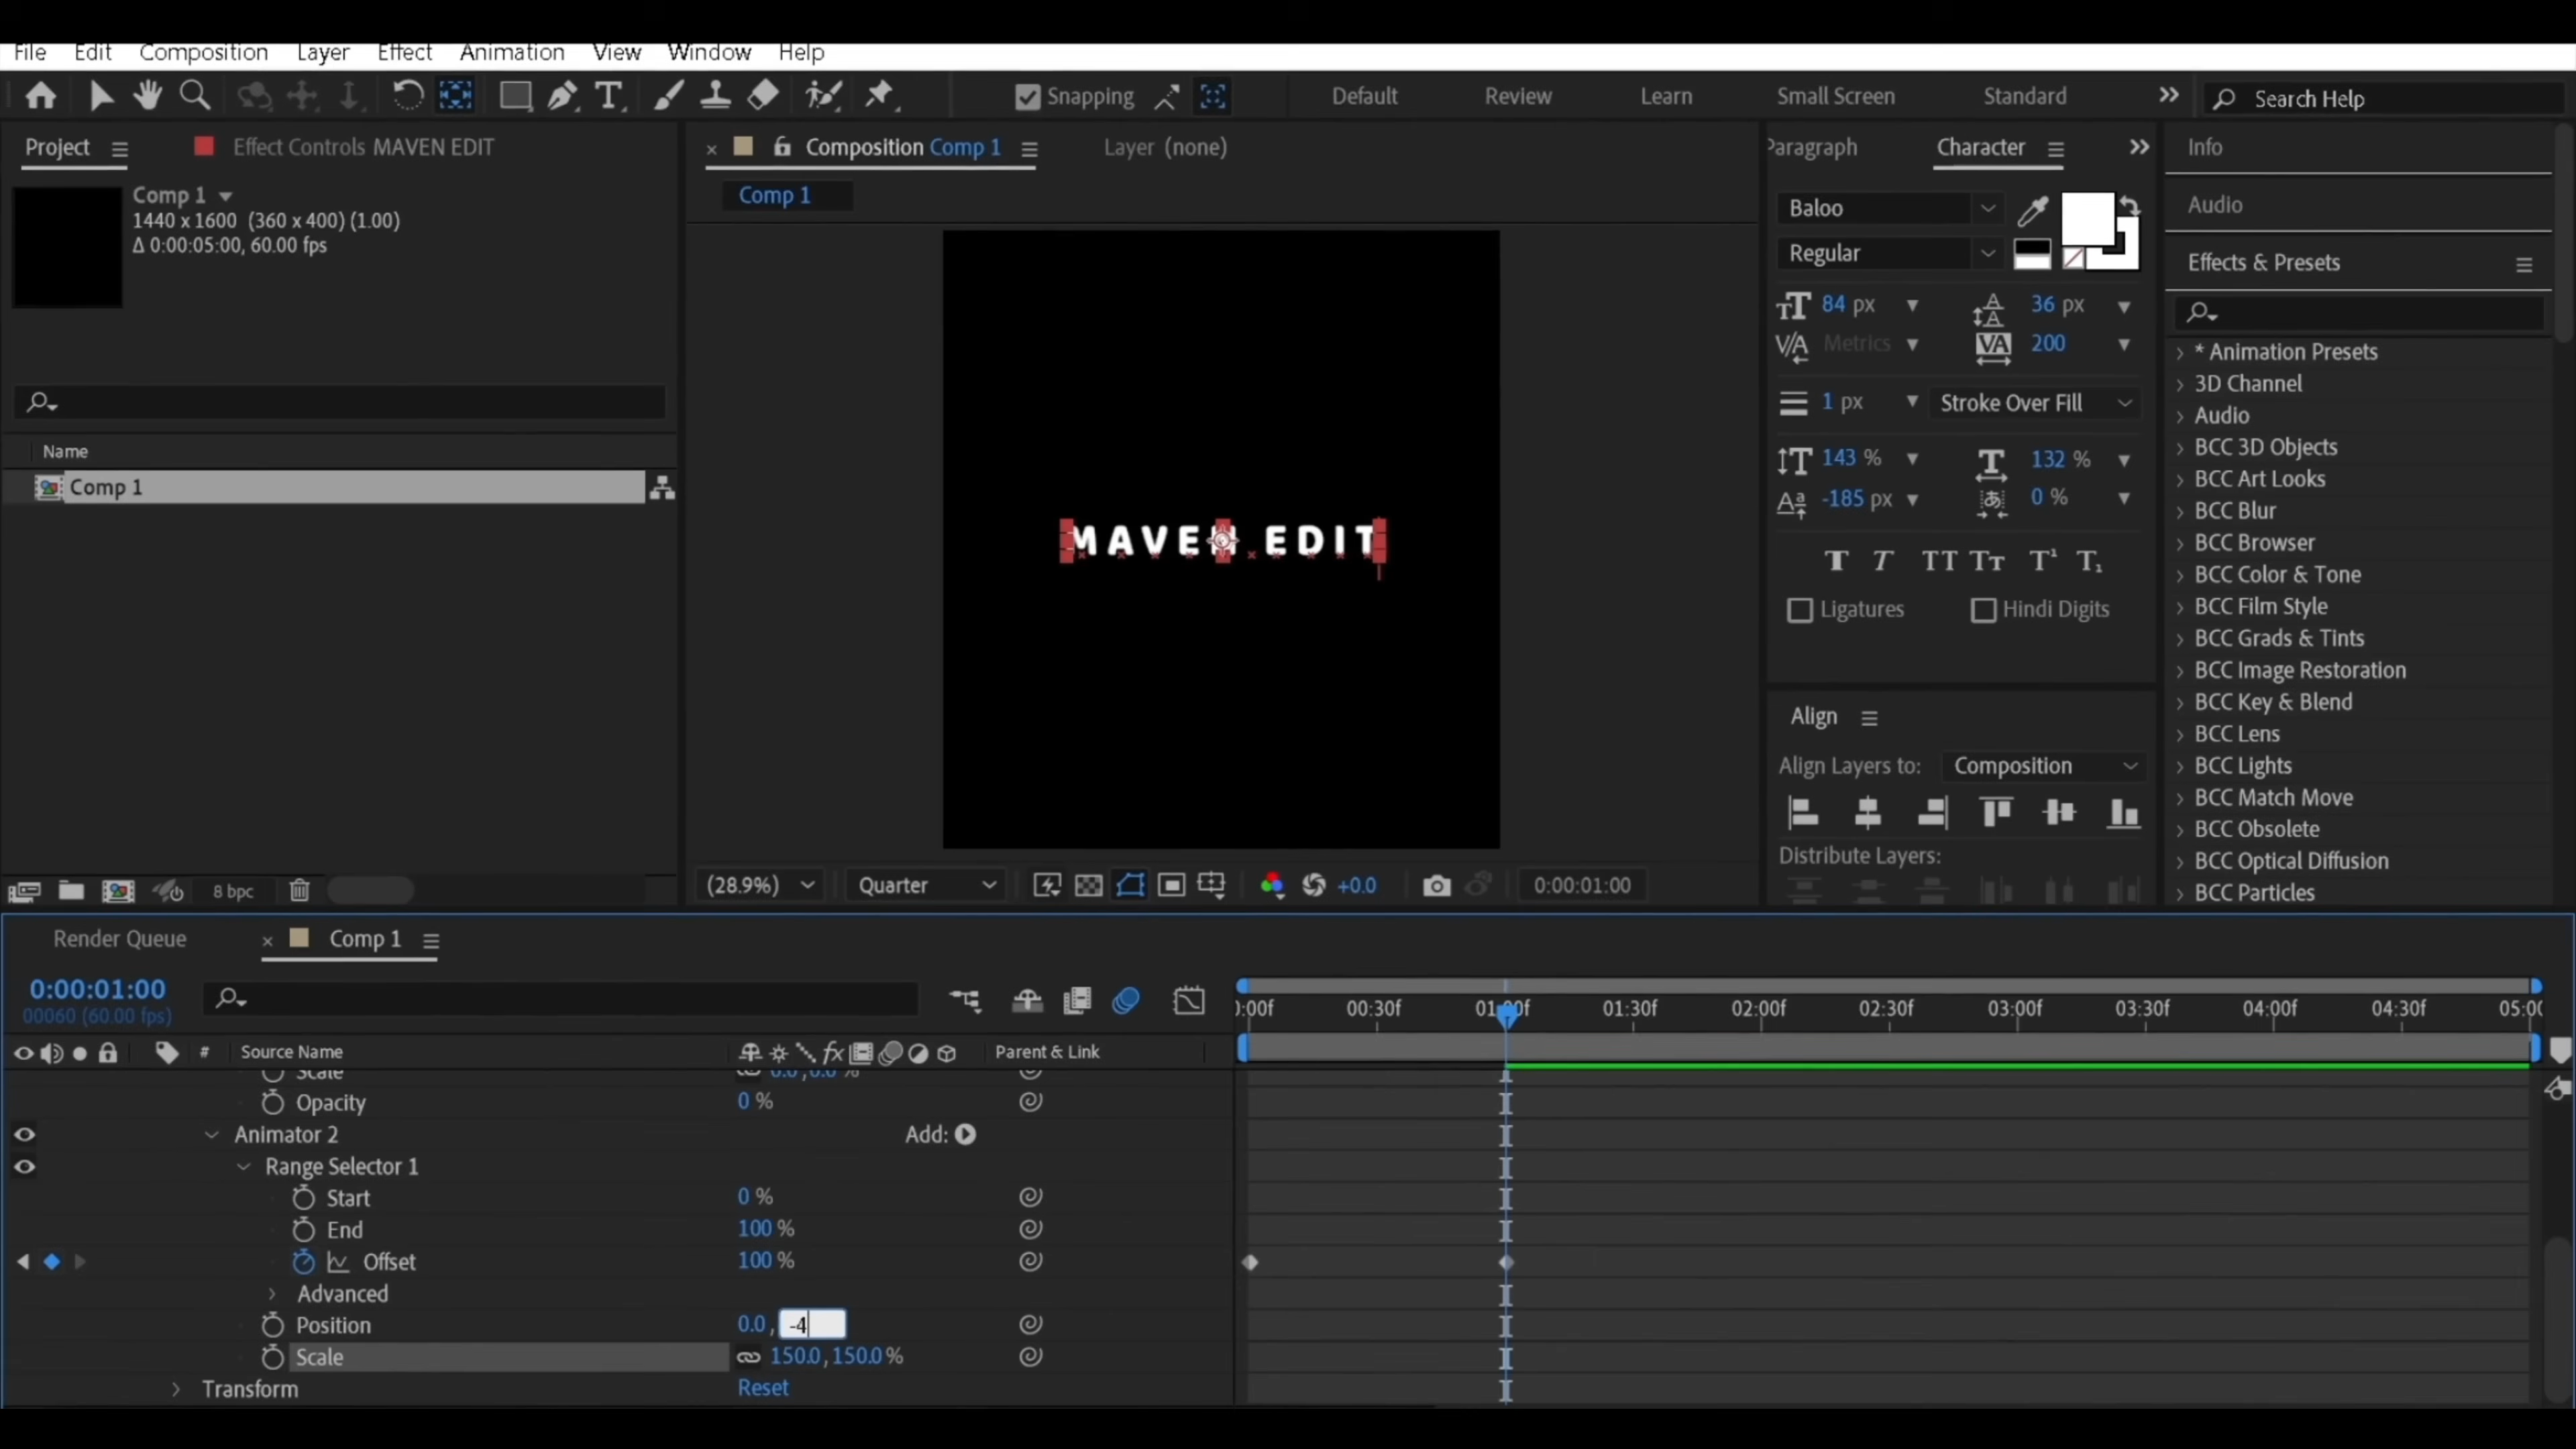 File Edit Composition Layer Effect Animation View Window Help
Snapping Default Review Learn Small Screen Standard Search Help
Project Effect Controls MAVEN EDIT
Comp 1
1440 x 1600 (360 x 400) (1.00)
Δ 0:00:05:00, 60.00 fps
Name
Comp 1
8 bpc
Composition Comp 1 Layer (none)
Comp 1
MAVEN EDIT
(28.9%) Quarter +0.0 0:00:01:00
Paragraph Character
Baloo
Regular
84 px 36 px
Metrics 200
1 px Stroke Over Fill
143 % 132 %
-185 px 0 %
T T TT Tт T¹ T₁
Ligatures Hindi Digits
Align
Align Layers to: Composition
Distribute Layers:
Info
Audio
Effects & Presets
* Animation Presets
3D Channel
Audio
BCC 3D Objects
BCC Art Looks
BCC Blur
BCC Browser
BCC Color & Tone
BCC Film Style
BCC Grads & Tints
BCC Image Restoration
BCC Key & Blend
BCC Lens
BCC Lights
BCC Match Move
BCC Obsolete
BCC Optical Diffusion
BCC Particles
Render Queue Comp 1
0:00:01:00
00060 (60.00 fps)
00:30f 01:30f 02:00f 02:30f 03:00f 03:30f 04:00f 04:30f
# Source Name fx Parent & Link
Scale 0.0,0.0 %
Opacity 0 %
Animator 2 Add:
Range Selector 1
Start 0 %
End 100 %
Offset 100 %
Advanced
Position 0.0, -4
Scale 150.0,150.0 %
Transform Reset